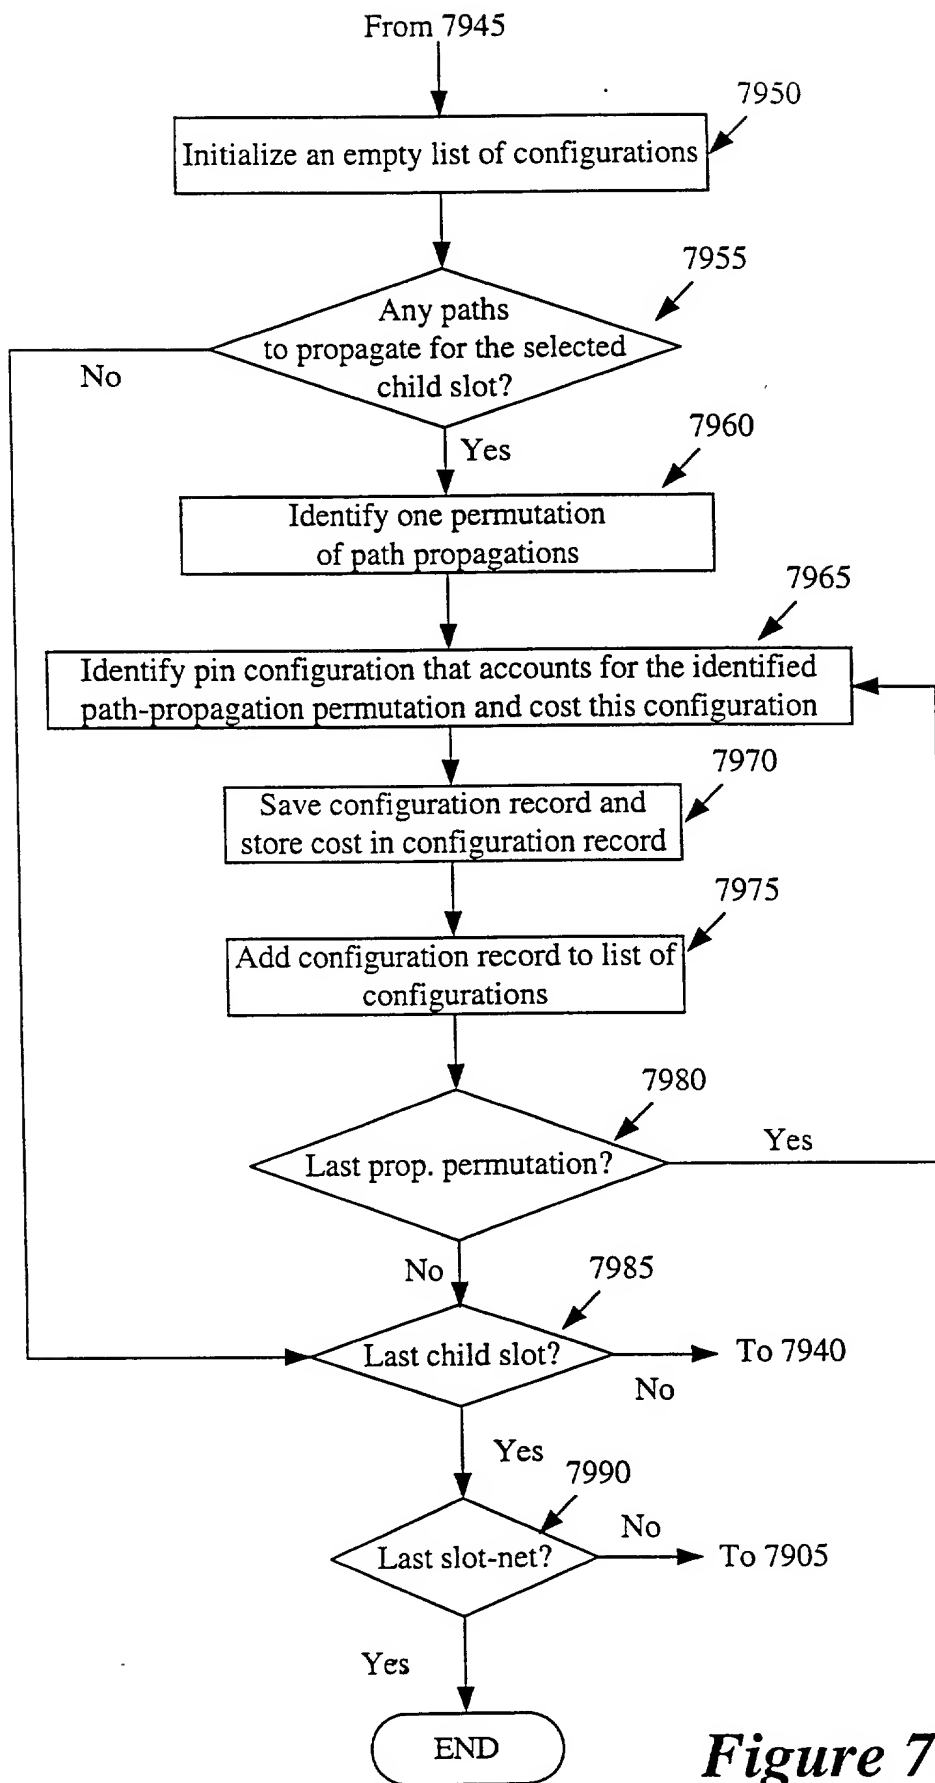 From 7945
7950
Initialize an empty list of configurations
7955
Any paths
to propagate for the selected
child slot?
No
Yes
7960
Identify one permutation
of path propagations
7965
Identify pin configuration that accounts for the identified
path-propagation permutation and cost this configuration
7970
Save configuration record and
store cost in configuration record
7975
Add configuration record to list of
configurations
7980
Last prop. permutation?
Yes
No
7985
Last child slot?
To 7940
No
Yes
7990
Last slot-net?
No
To 7905
Yes
END
Figure 7